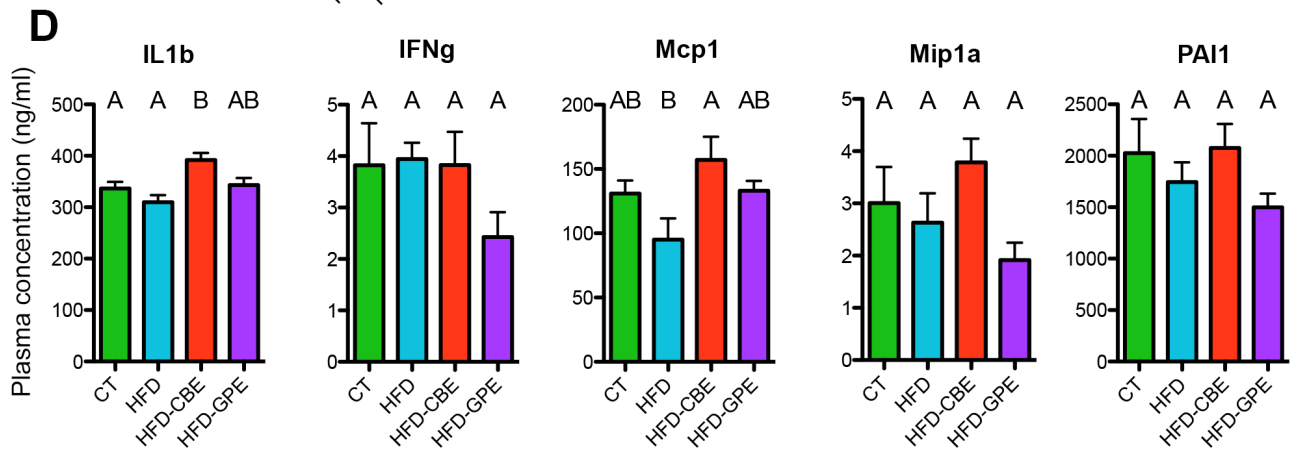 D
IL1b IFNg Mcp1 Mip1a PAI1
Plasma concentration (ng/ml)
A A B AB
500
400
300
200
100
0
CT HFD HFD-CBE HFD-GPE
A A A A
5
4
3
2
1
0
CT HFD HFD-CBE HFD-GPE
AB B A AB
200
150
100
50
0
CT HFD HFD-CBE HFD-GPE
A A A A
5
4
3
2
1
0
CT HFD HFD-CBE HFD-GPE
A A A A
2500
2000
1500
1000
500
0
CT HFD HFD-CBE HFD-GPE